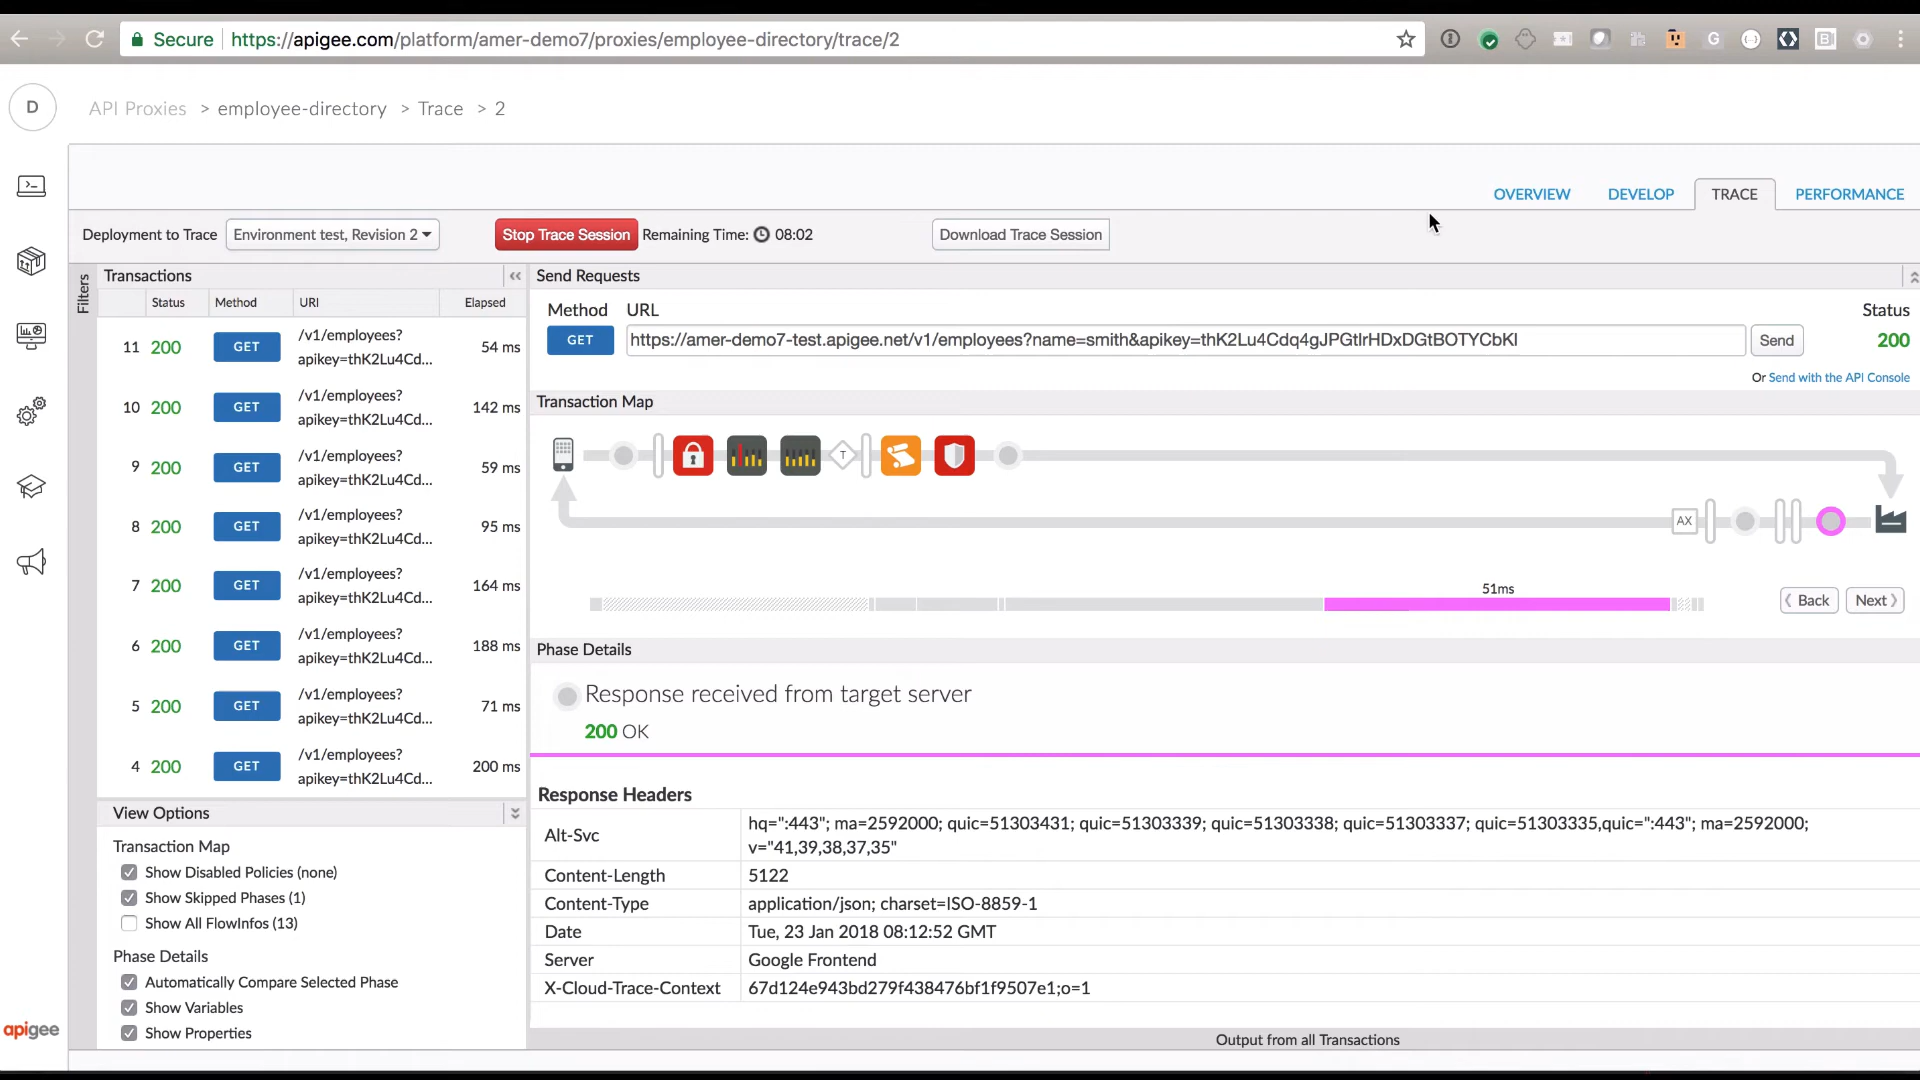 Secure https://apigee.com/platform/amer-demo7/proxies/employee-directory/trace/2
D API Proxies > employee-directory > Trace > 2
OVERVIEW DEVELOP TRACE PERFORMANCE
Deployment to Trace Environment test, Revision 2 Stop Trace Session Remaining Time: 08:02 Download Trace Session
Filters
Transactions
Status Method URI Elapsed
11 200 GET /v1/employees? 54 ms
apikey=thK2Lu4Cd...
10 200 GET /v1/employees? 142 ms
apikey=thK2Lu4Cd...
9 200 GET /v1/employees? 59 ms
apikey=thK2Lu4Cd...
8 200 GET /v1/employees? 95 ms
apikey=thK2Lu4Cd...
7 200 GET /v1/employees? 164 ms
apikey=thK2Lu4Cd...
6 200 GET /v1/employees? 188 ms
apikey=thK2Lu4Cd...
5 200 GET /v1/employees? 71 ms
apikey=thK2Lu4Cd...
4 200 GET /v1/employees? 200 ms
apikey=thK2Lu4Cd...
View Options
Transaction Map
Show Disabled Policies (none)
Show Skipped Phases (1)
Show All FlowInfos (13)
Phase Details
Automatically Compare Selected Phase
Show Variables
Show Properties
apigee
Send Requests
Method URL Status
GET https://amer-demo7-test.apigee.net/v1/employees?name=smith&apikey=thK2Lu4Cdq4gJPGtlrHDxDGtBOTYCbKl Send 200
Or Send with the API Console
Transaction Map
T
AX
51ms
Back Next
Phase Details
Response received from target server
200 OK
Response Headers
Alt-Svc hq=":443"; ma=2592000; quic=51303431; quic=51303339; quic=51303338; quic=51303337; quic=51303335,quic=":443"; ma=2592000;
v="41,39,38,37,35"
Content-Length 5122
Content-Type application/json; charset=ISO-8859-1
Date Tue, 23 Jan 2018 08:12:52 GMT
Server Google Frontend
X-Cloud-Trace-Context 67d124e943bd279f438476bf1f9507e1;o=1
Output from all Transactions